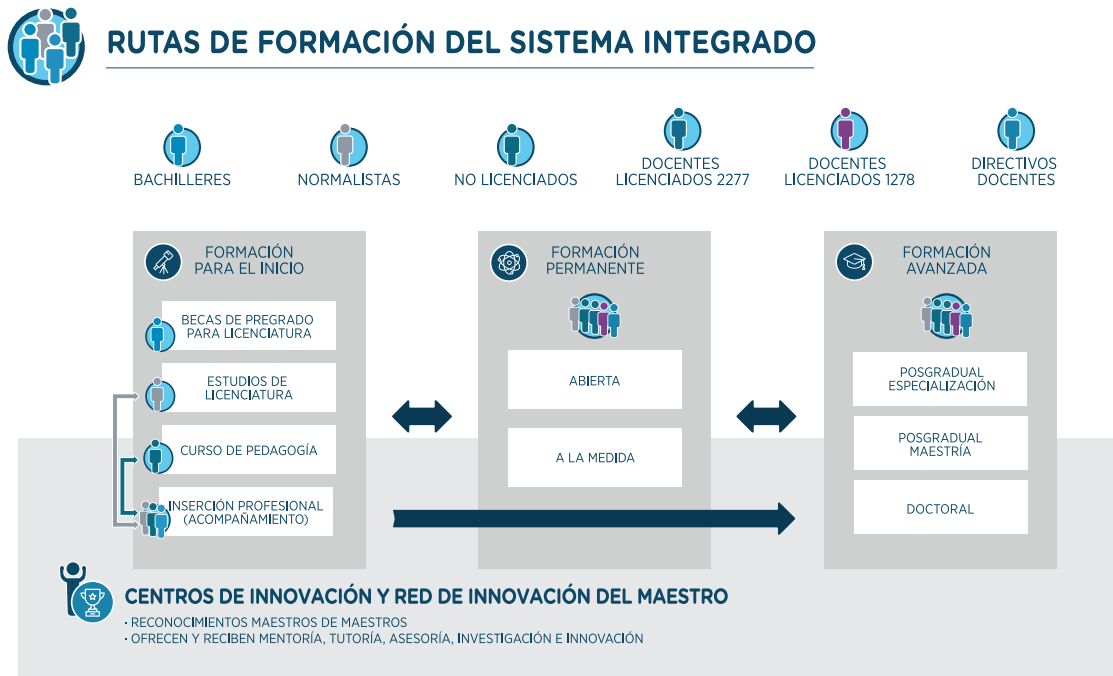 RUTAS DE FORMACIÓN DEL SISTEMA INTEGRADO
BACHILLERES
NORMALISTAS
NO LICENCIADOS
DOCENTES
LICENCIADOS 2277
DOCENTES
LICENCIADOS 1278
DIRECTIVOS
DOCENTES
FORMACIÓN
PARA EL INICIO
BECAS DE PREGRADO
PARA LICENCIATURA
ESTUDIOS DE
LICENCIATURA
CURSO DE PEDAGOGÍA
INSERCIÓN PROFESIONAL
(ACOMPAÑAMIENTO)
FORMACIÓN
PERMANENTE
ABIERTA
A LA MEDIDA
FORMACIÓN
AVANZADA
POSGRADUAL
ESPECIALIZACIÓN
POSGRADUAL
MAESTRÍA
DOCTORAL
CENTROS DE INNOVACIÓN Y RED DE INNOVACIÓN DEL MAESTRO
· RECONOCIMIENTOS MAESTROS DE MAESTROS
· OFRECEN Y RECIBEN MENTORÍA, TUTORÍA, ASESORÍA, INVESTIGACIÓN E INNOVACIÓN